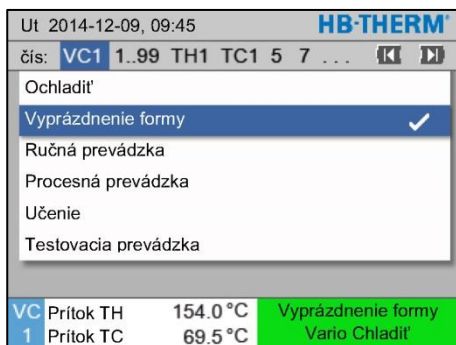 Ut 2014-12-09, 09:45 HB-THERM®
čís: VC1 1..99 TH1 TC1 5 7 ...
Ochladiť
Vyprázdnenie formy
Ručná prevádzka
Procesná prevádzka
Učenie
Testovacia prevádzka
VC Prítok TH 154.0 °C Vyprázdnenie formy
1 Prítok TC 69.5 °C Vario Chladiť